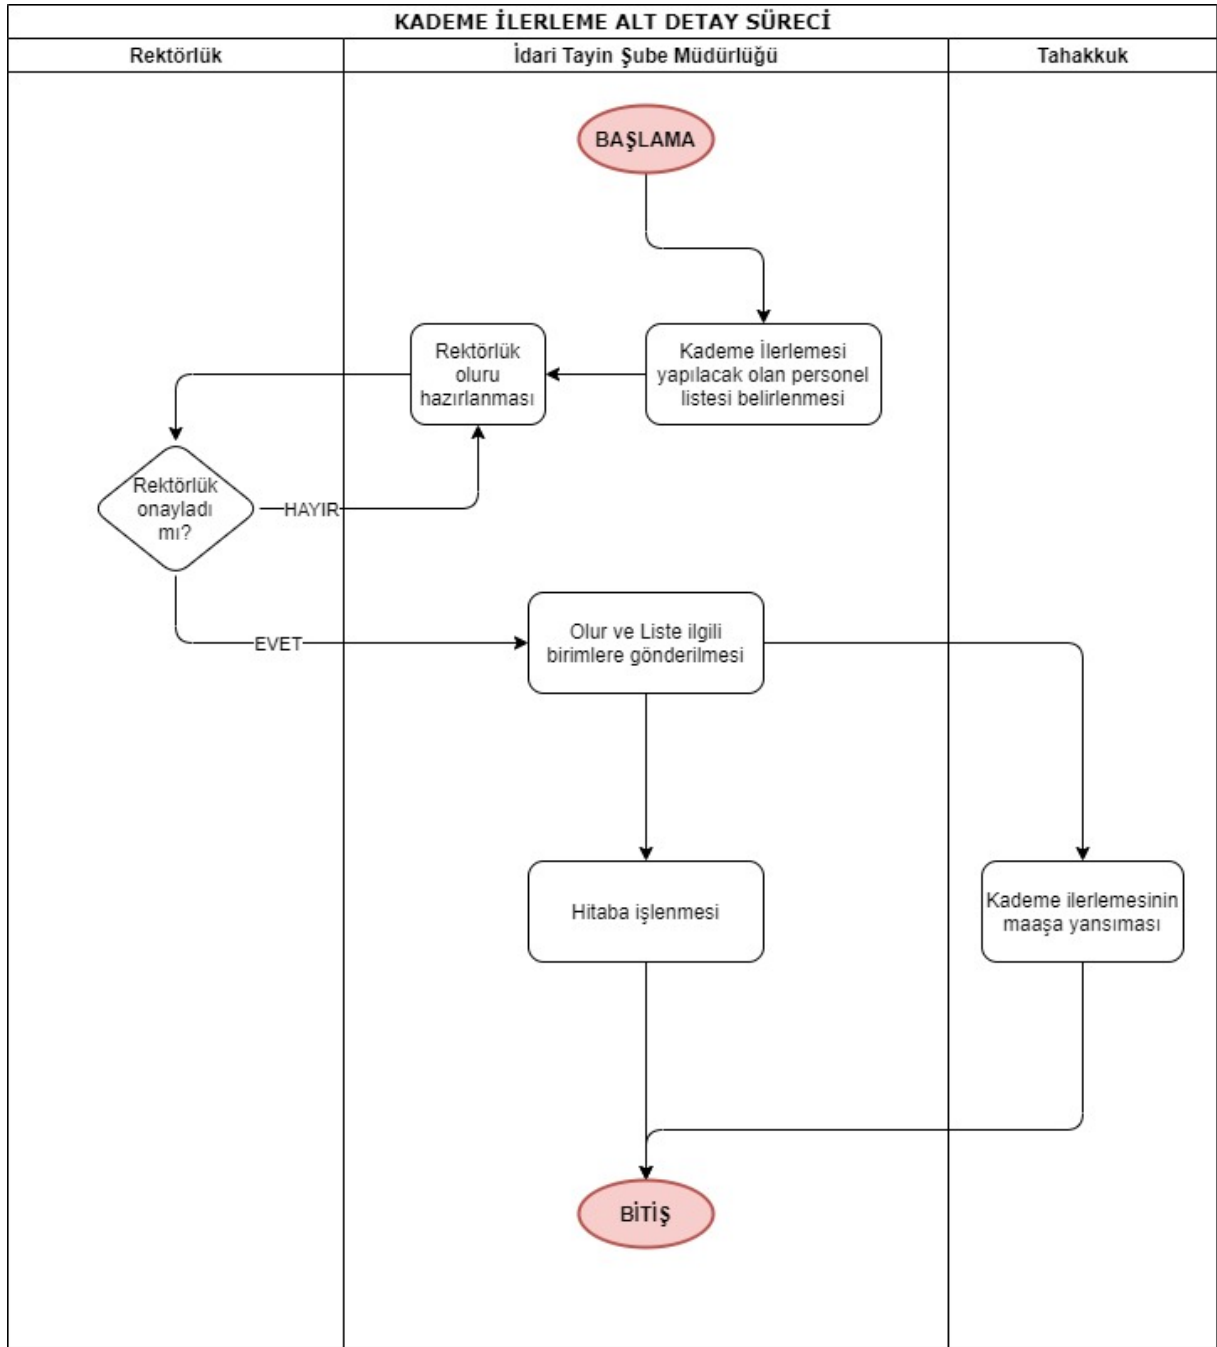 KADEME İLERLEME ALT DETAY SÜRECİ
Rektörlük
İdari Tayin Şube Müdürlüğü
Tahakkuk
BAŞLAMA
Kademe İlerlemesi
yapılacak olan personel
listesi belirlenmesi
Rektörlük
oluru
hazırlanması
Rektörlük
onayladı
mı?
HAYIR
EVET
Olur ve Liste ilgili
birimlere gönderilmesi
Hitaba işlenmesi
Kademe ilerlemesinin
maaşa yansıması
BİTİŞ